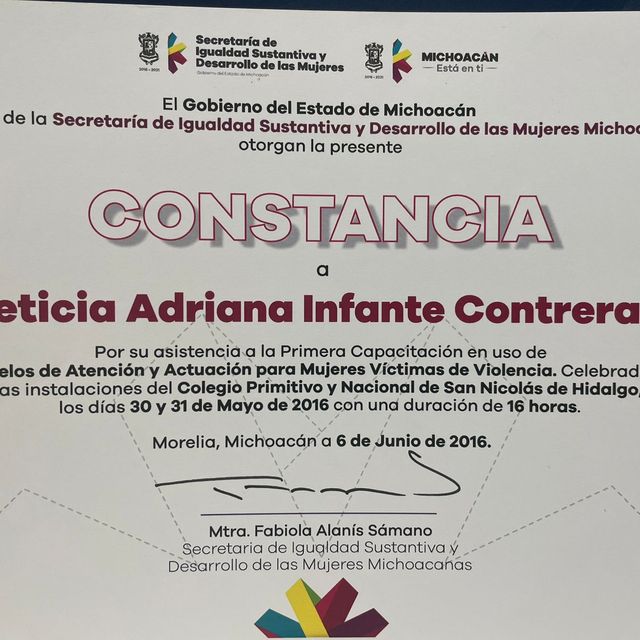 Secretaría de
Igualdad Sustantiva y
Desarrollo de las Mujeres
Gobierno del Estado de Michoacán
MICHOACÁN
Está en ti
El Gobierno del Estado de Michoacán
de la Secretaría de Igualdad Sustantiva y Desarrollo de las Mujeres Michoa
otorgan la presente
CONSTANCIA
a
eticia Adriana Infante Contrera
Por su asistencia a la Primera Capacitación en uso de
elos de Atención y Actuación para Mujeres Víctimas de Violencia. Celebrad
as instalaciones del Colegio Primitivo y Nacional de San Nicolás de Hidalgo,
los días 30 y 31 de Mayo de 2016 con una duración de 16 horas.
Morelia, Michoacán a 6 de Junio de 2016.
Mtra. Fabiola Alanís Sámano
Secretaria de Igualdad Sustantiva y
Desarrollo de las Mujeres Michoacanas